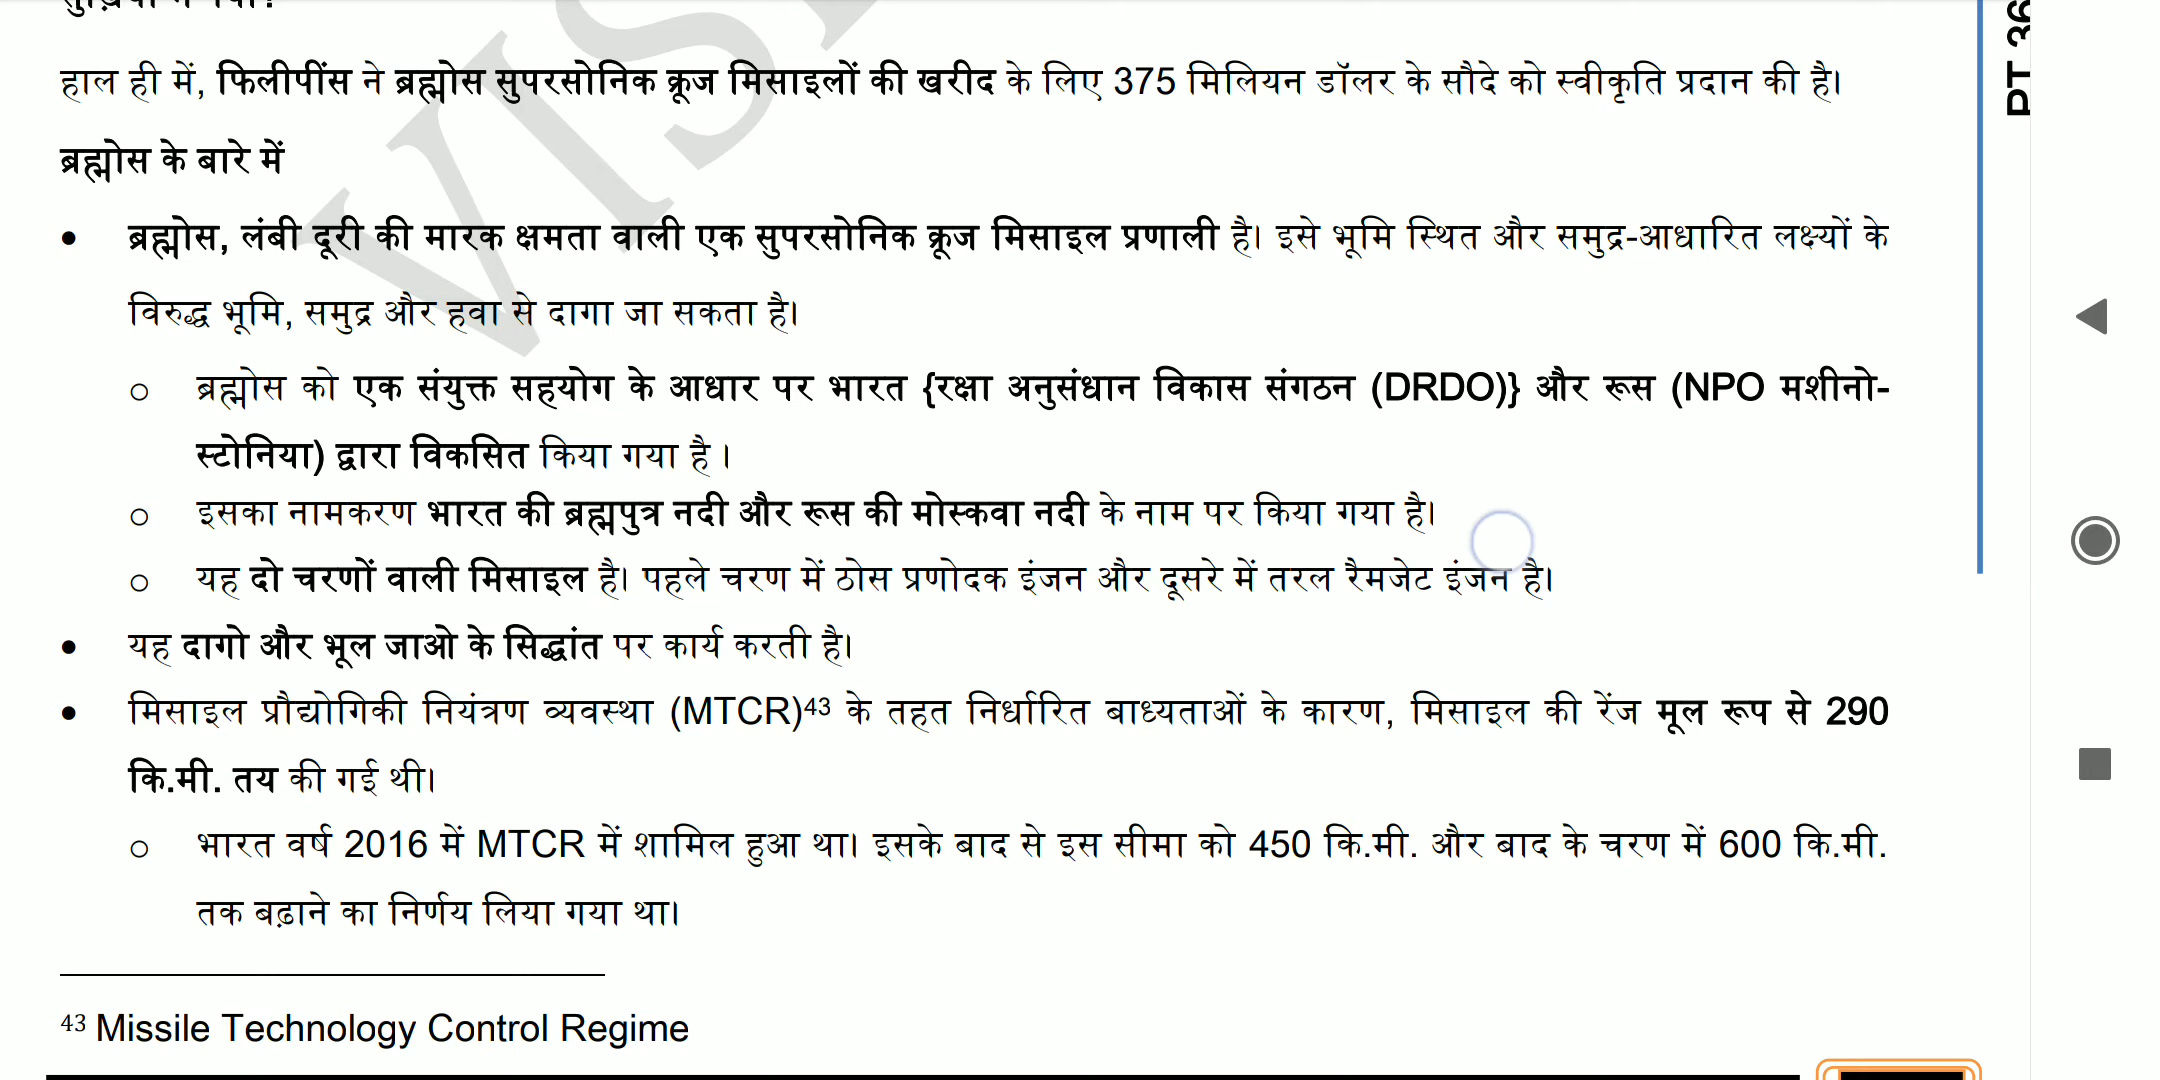 हाल ही में, फिलीपींस ने ब्रह्मोस सुपरसोनिक क्रूज मिसाइलों की खरीद के लिए 375 मिलियन डॉलर के सौदे को स्वीकृति प्रदान की है।
PT 36
ब्रह्मोस के बारे में
• ब्रह्मोस, लंबी दूरी की मारक क्षमता वाली एक सुपरसोनिक क्रूज मिसाइल प्रणाली है। इसे भूमि स्थित और समुद्र-आधारित लक्ष्यों के
विरुद्ध भूमि, समुद्र और हवा से दागा जा सकता है।
○ ब्रह्मोस को एक संयुक्त सहयोग के आधार पर भारत {रक्षा अनुसंधान विकास संगठन (DRDO)} और रूस (NPO मशीनो-
स्टोनिया) द्वारा विकसित किया गया है ।
○ इसका नामकरण भारत की ब्रह्मपुत्र नदी और रूस की मोस्कवा नदी के नाम पर किया गया है।
○ यह दो चरणों वाली मिसाइल है। पहले चरण में ठोस प्रणोदक इंजन और दूसरे में तरल रैमजेट इंजन है।
• यह दागो और भूल जाओ के सिद्धांत पर कार्य करती है।
• मिसाइल प्रौद्योगिकी नियंत्रण व्यवस्था (MTCR)43 के तहत निर्धारित बाध्यताओं के कारण, मिसाइल की रेंज मूल रूप से 290
कि.मी. तय की गई थी।
○ भारत वर्ष 2016 में MTCR में शामिल हुआ था। इसके बाद से इस सीमा को 450 कि.मी. और बाद के चरण में 600 कि.मी.
तक बढ़ाने का निर्णय लिया गया था।
43 Missile Technology Control Regime